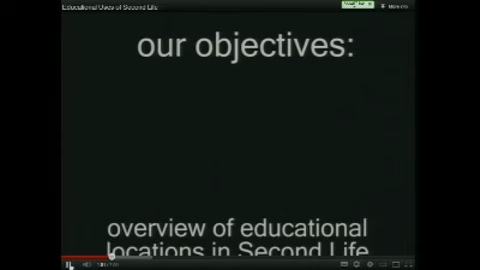 Educational Uses of Second Life
our objectives:
overview of educational
locations in Second Life